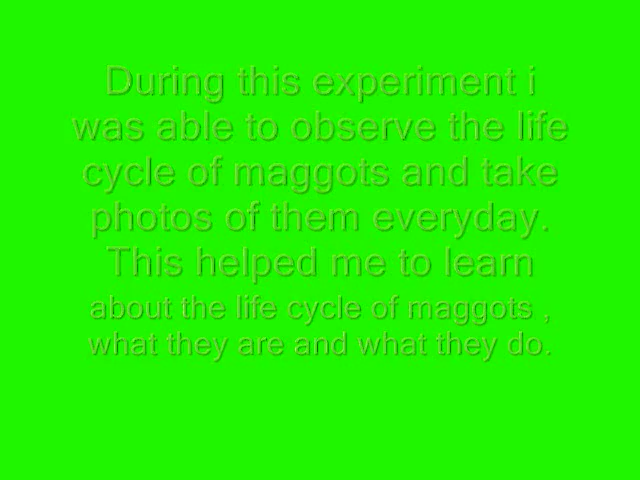 During this experiment i
was able to observe the life
cycle of maggots and take
photos of them everyday.
This helped me to learn
about the life cycle of maggots ,
what they are and what they do.